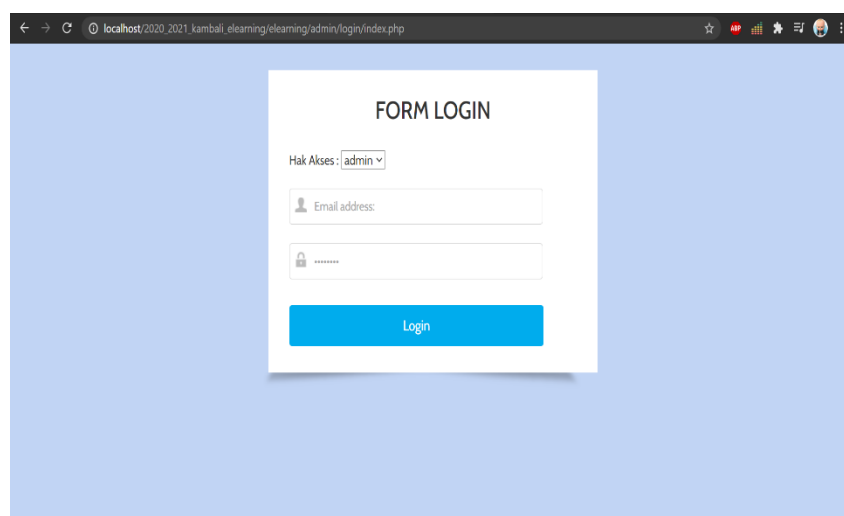 localhost/2020_2021_kambali_elearning/elearning/admin/login/index.php
ABP
FORM LOGIN
Hak Akses : admin
Email address:
Login